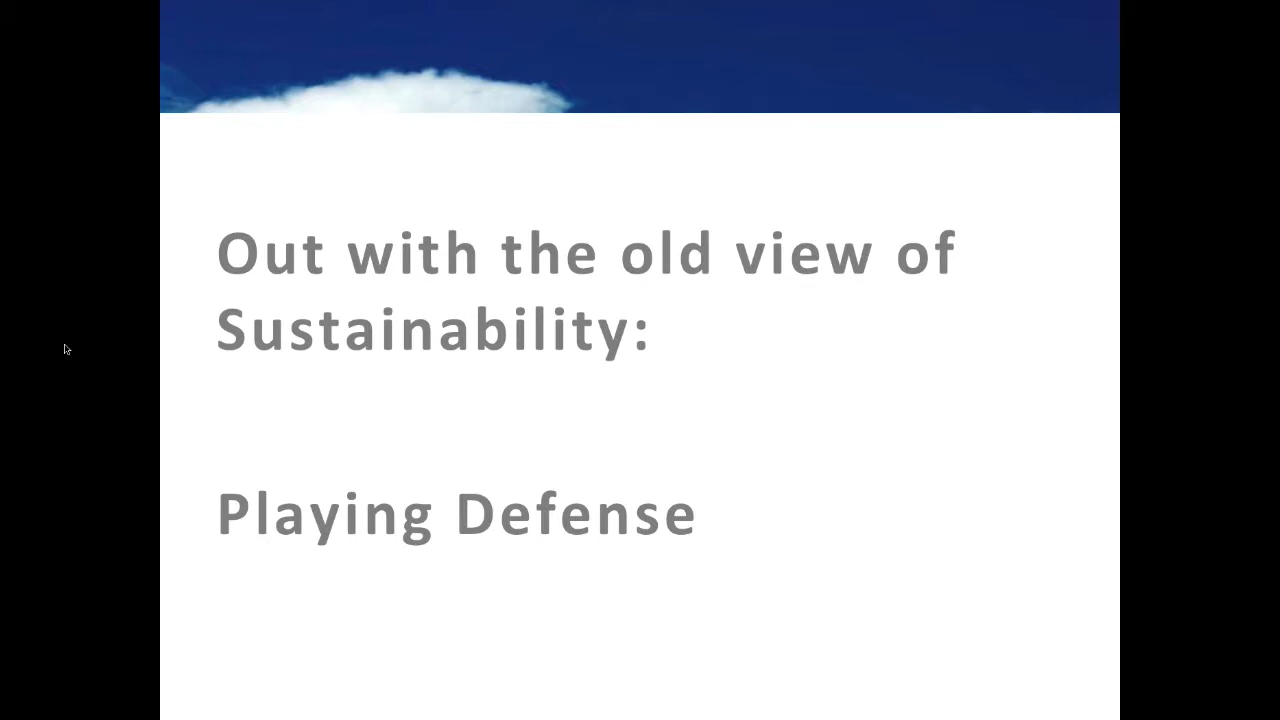 Out with the old view of
Sustainability:
Playing Defense